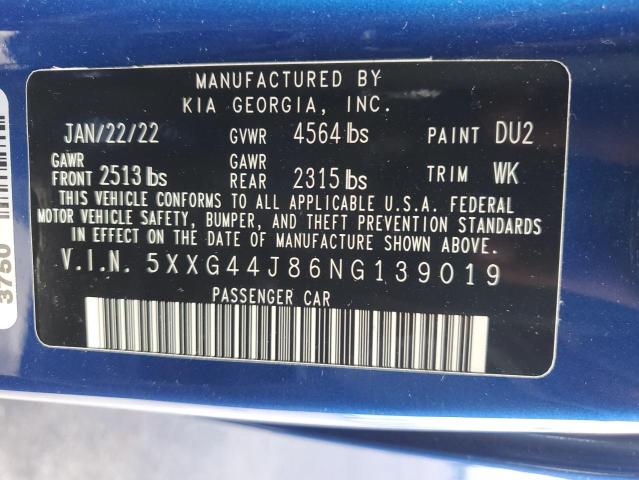 MANUFACTURED BY
KIA GEORGIA, INC.
JAN/22/22 GVWR 4564 lbs PAINT DU2
GAWR FRONT 2513 lbs GAWR REAR 2315 lbs TRIM WK
THIS VEHICLE CONFORMS TO ALL APPLICABLE U.S.A. FEDERAL
MOTOR VEHICLE SAFETY, BUMPER, AND THEFT PREVENTION STANDARDS
IN EFFECT ON THE DATE OF MANUFACTURE SHOWN ABOVE.
V.I.N. 5XXG44J86NG139019
PASSENGER CAR
3750